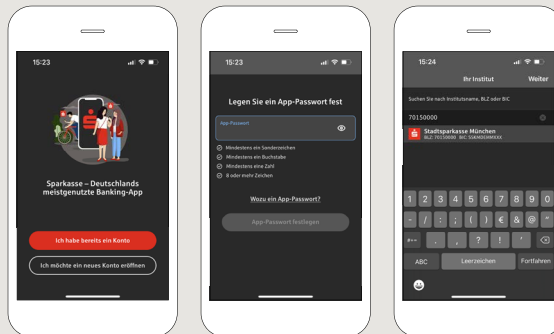 15:23
Sparkasse – Deutschlands
meistgenutzte Banking-App
Ich habe bereits ein Konto
Ich möchte ein neues Konto eröffnen
15:23
Legen Sie ein App-Passwort fest
App-Passwort
Mindestens ein Sonderzeichen
Mindestens ein Buchstabe
Mindestens eine Zahl
8 oder mehr Zeichen
Wozu ein App-Passwort?
App-Passwort festlegen
15:24
Ihr Institut Weiter
Suchen Sie nach Institutsname, BLZ oder BIC
70150000
Stadtsparkasse München
BLZ: 70150000 BIC: SSKMDEMMXXX
1 2 3 4 5 6 7 8 9 0
- / : ; ( ) € & @ "
#+= . , ? ! '
ABC Leerzeichen Fortfahren